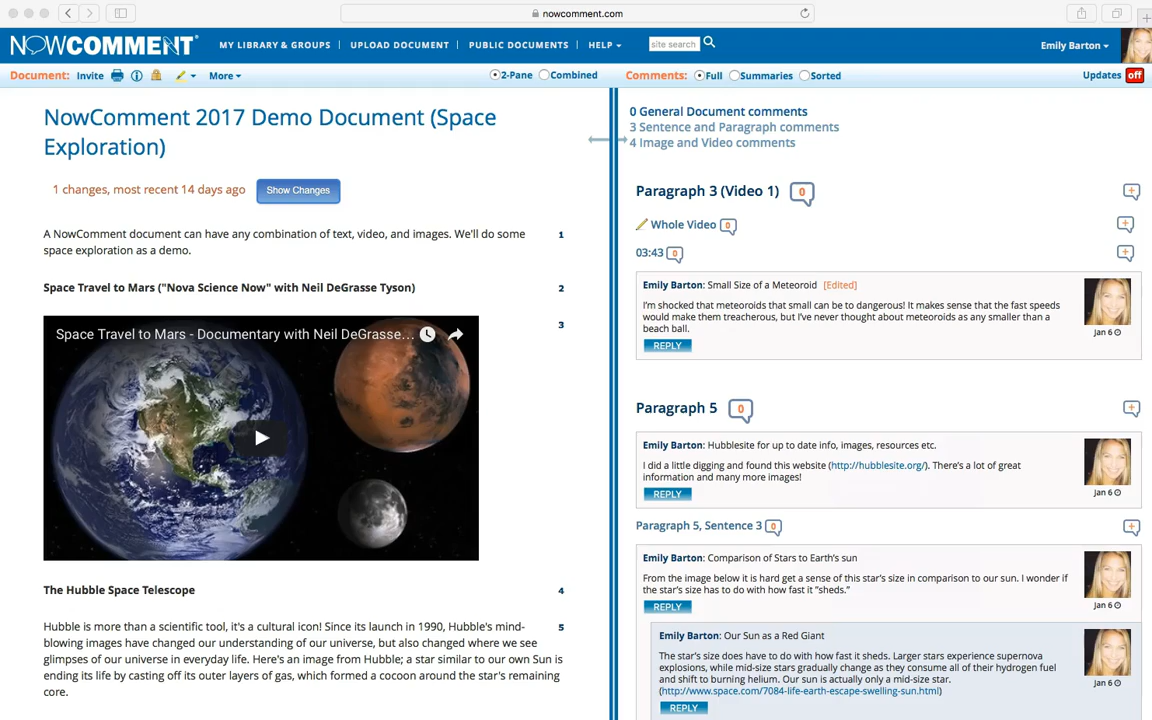 nowcomment.com
NOWCOMMENT®
MY LIBRARY & GROUPS | UPLOAD DOCUMENT | PUBLIC DOCUMENTS | HELP
site search
Emily Barton
Document: Invite More 2-Pane Combined
Comments: Full Summaries Sorted Updates off
NowComment 2017 Demo Document (Space
Exploration)
1 changes, most recent 14 days ago Show Changes
A NowComment document can have any combination of text, video, and images. We'll do some 1
space exploration as a demo.
Space Travel to Mars ("Nova Science Now" with Neil DeGrasse Tyson) 2
3
Space Travel to Mars - Documentary with Neil DeGrasse...
The Hubble Space Telescope 4
Hubble is more than a scientific tool, it's a cultural icon! Since its launch in 1990, Hubble's mind- 5
blowing images have changed our understanding of our universe, but also changed where we see
glimpses of our universe in everyday life. Here's an image from Hubble; a star similar to our own Sun is
ending its life by casting off its outer layers of gas, which formed a cocoon around the star's remaining
core.
0 General Document comments
3 Sentence and Paragraph comments
4 Image and Video comments
Paragraph 3 (Video 1) 0
Whole Video 0
03:43 0
Emily Barton: Small Size of a Meteoroid [Edited]
I'm shocked that meteoroids that small can be to dangerous! It makes sense that the fast speeds
would make them treacherous, but I've never thought about meteoroids as any smaller than a
beach ball.
Jan 6
REPLY
Paragraph 5 0
Emily Barton: Hubblesite for up to date info, images, resources etc.
I did a little digging and found this website (http://hubblesite.org/). There's a lot of great
information and many more images!
Jan 6
REPLY
Paragraph 5, Sentence 3 0
Emily Barton: Comparison of Stars to Earth's sun
From the image below it is hard get a sense of this star's size in comparison to our sun. I wonder if
the star's size has to do with how fast it "sheds."
Jan 6
REPLY
Emily Barton: Our Sun as a Red Giant
The star's size does have to do with how fast it sheds. Larger stars experience supernova
explosions, while mid-size stars gradually change as they consume all of their hydrogen fuel
and shift to burning helium. Our sun is actually only a mid-size star.
(http://www.space.com/7084-life-earth-escape-swelling-sun.html)
Jan 6
REPLY